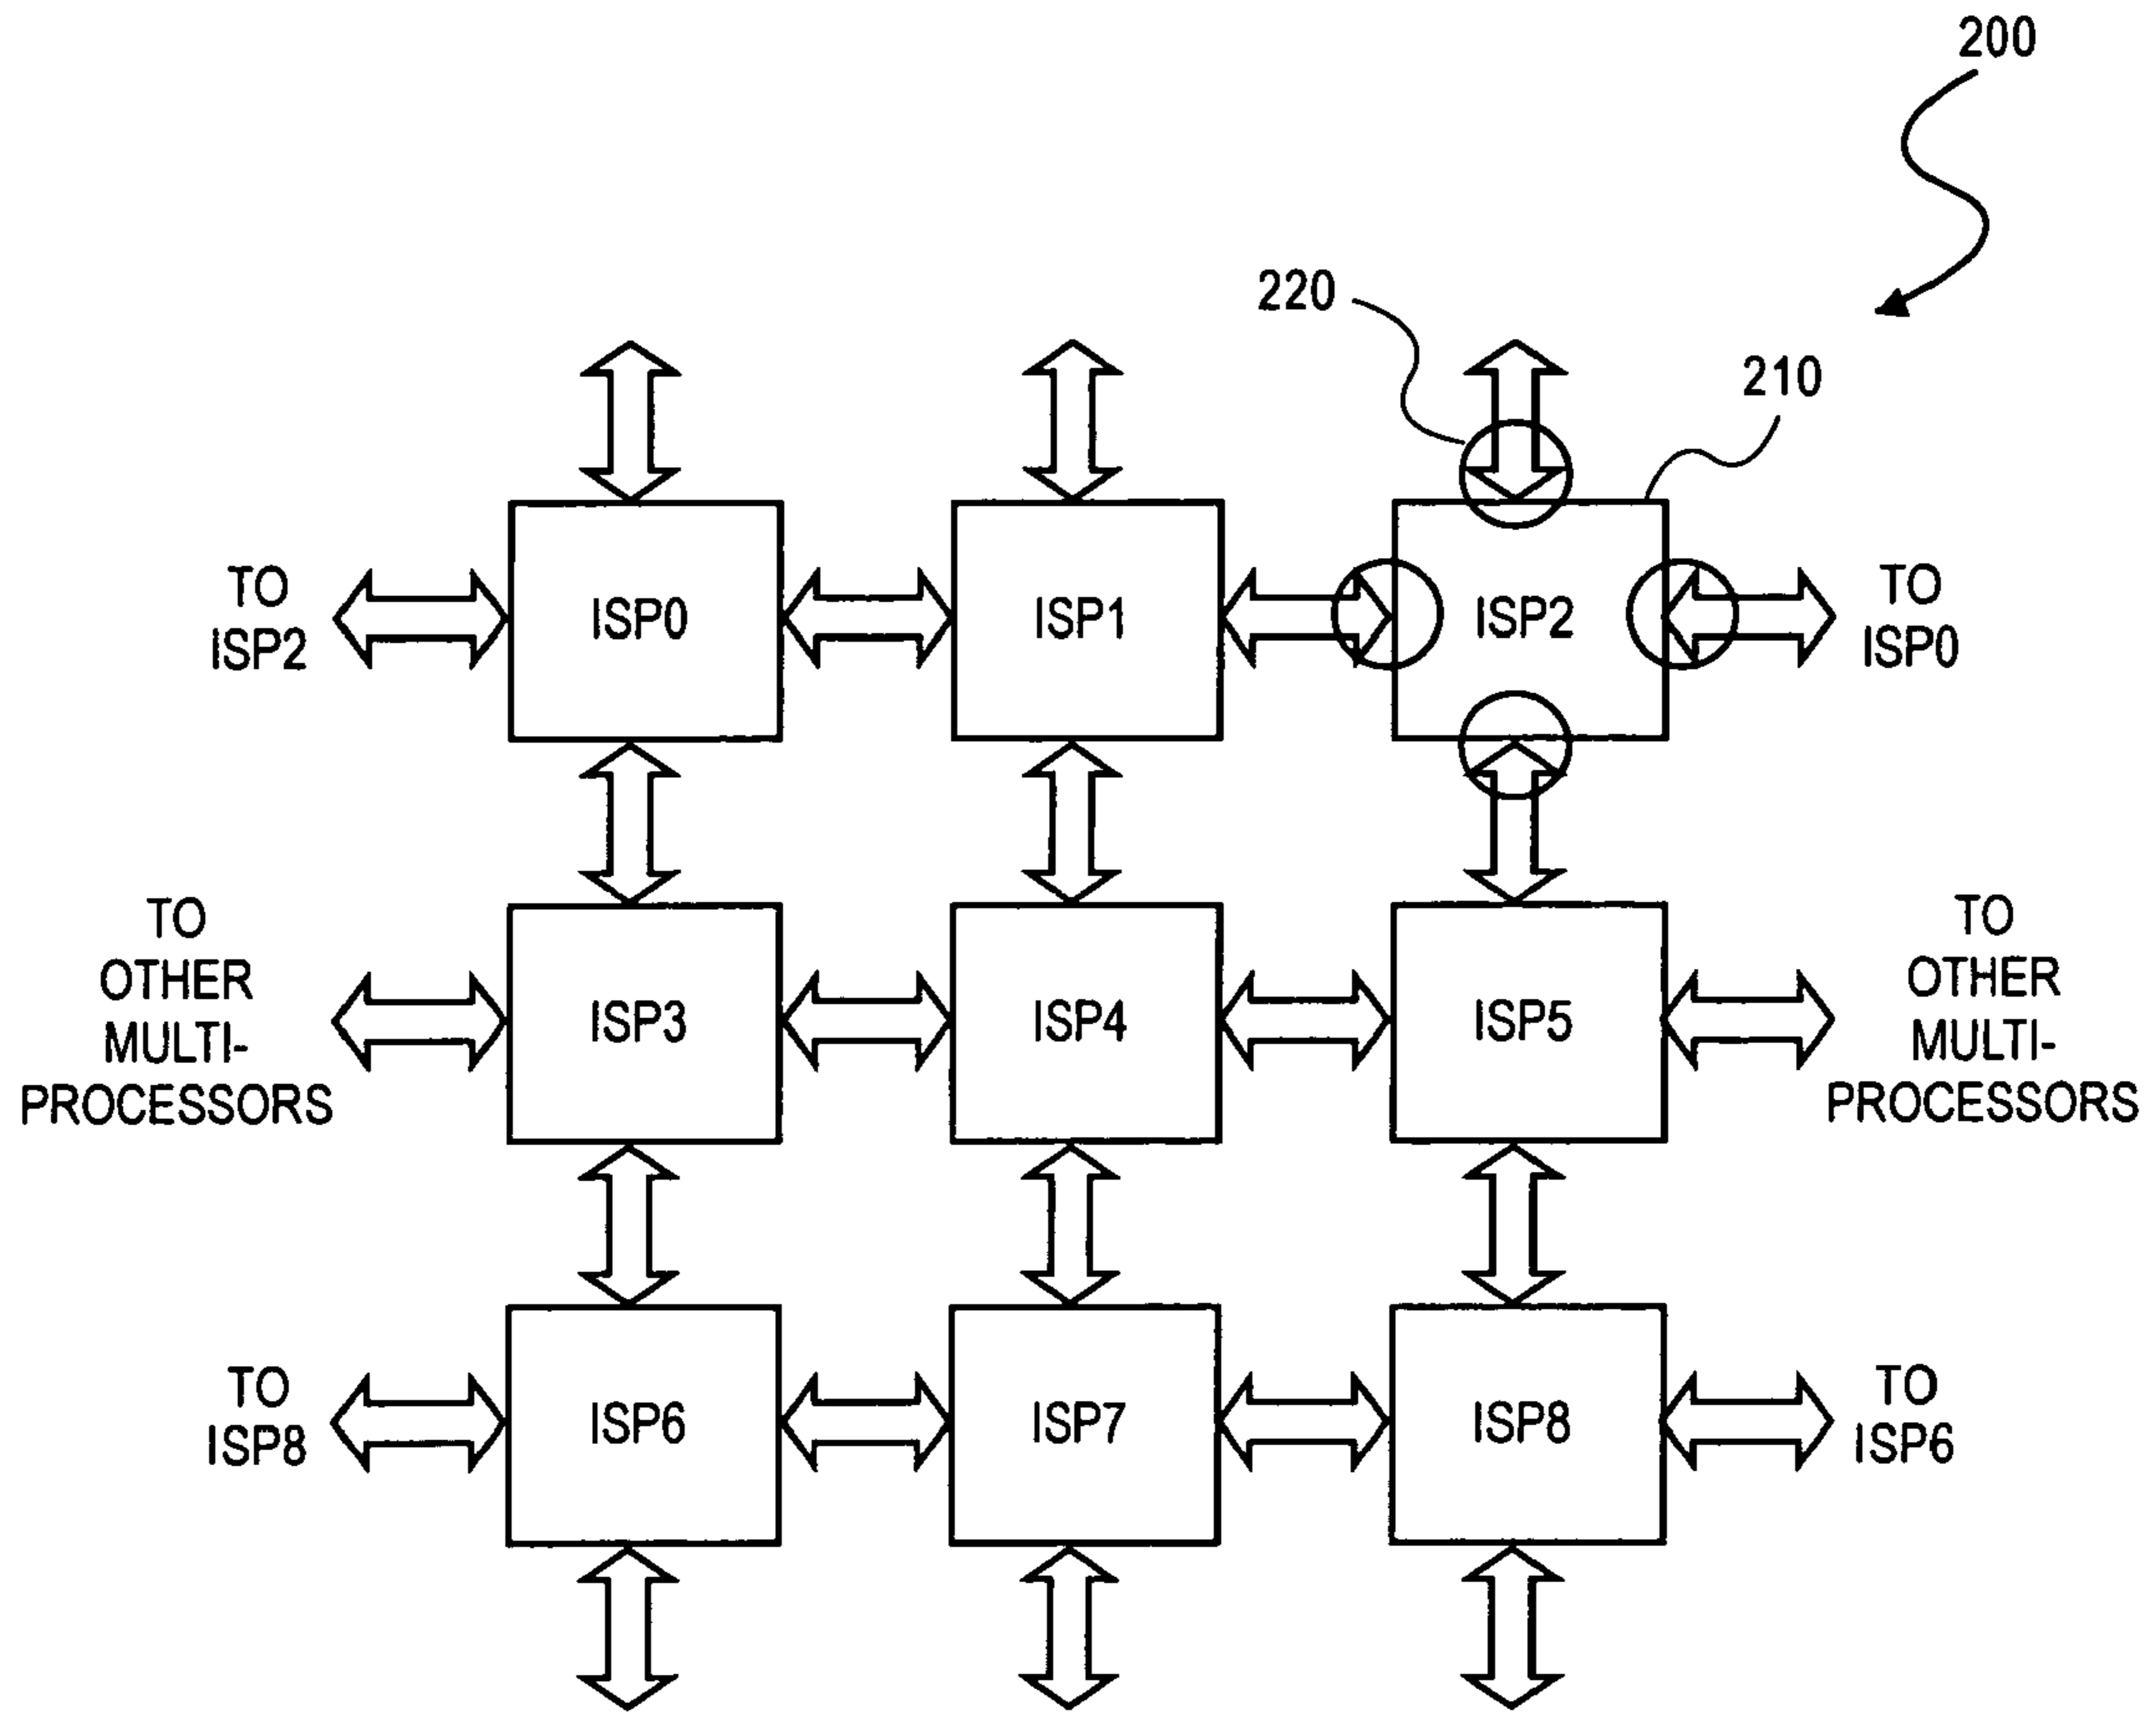 200
220
210
TO
ISP2
ISP0
ISP1
ISP2
TO
ISP0
TO
OTHER
MULTI-
PROCESSORS
ISP3
ISP4
ISP5
TO
OTHER
MULTI-
PROCESSORS
TO
ISP8
ISP6
ISP7
ISP8
TO
ISP6